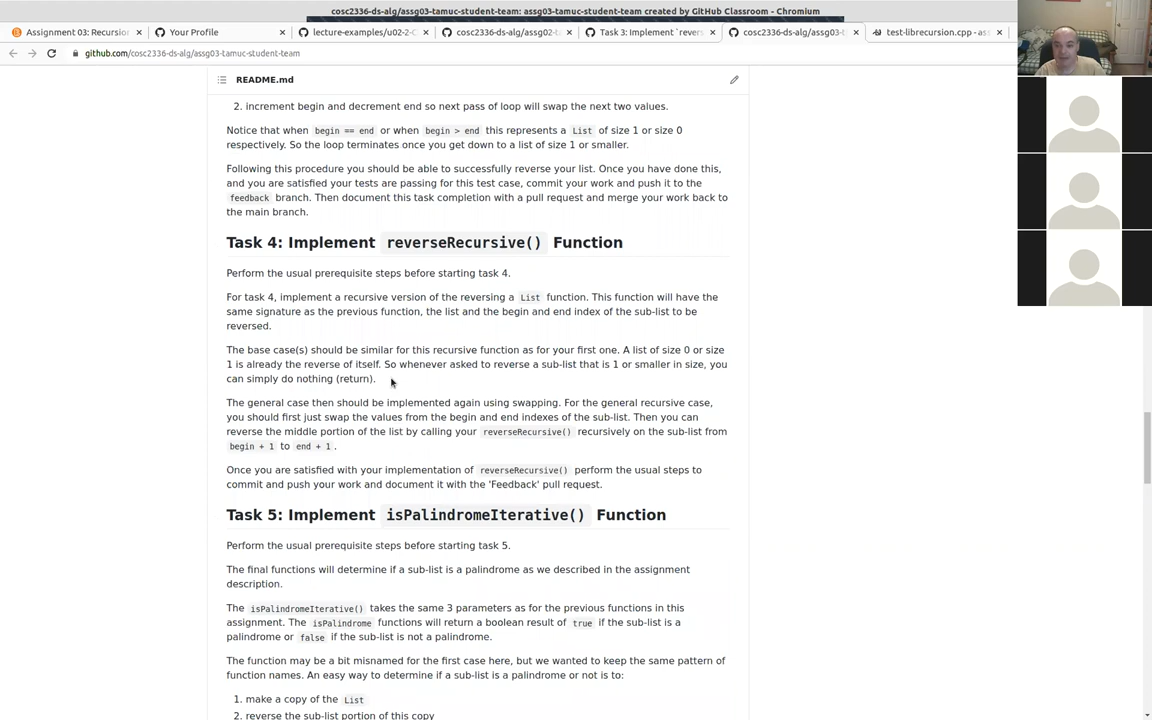 cosc2336-ds-alg/assg03-tamuc-student-team: assg03-tamuc-student-team created by GitHub Classroom - Chromium
Assignment 03: Recursion
Your Profile
lecture-examples/u02-2-C
cosc2336-ds-alg/assg02-t
Task 3: Implement `revers
cosc2336-ds-alg/assg03-t
test-librecursion.cpp - ass
github.com/cosc2336-ds-alg/assg03-tamuc-student-team
README.md
2. increment begin and decrement end so next pass of loop will swap the next two values.
Notice that when begin == end or when begin > end this represents a List of size 1 or size 0
respectively. So the loop terminates once you get down to a list of size 1 or smaller.
Following this procedure you should be able to successfully reverse your list. Once you have done this,
and you are satisfied your tests are passing for this test case, commit your work and push it to the
feedback branch. Then document this task completion with a pull request and merge your work back to
the main branch.
Task 4: Implement reverseRecursive() Function
Perform the usual prerequisite steps before starting task 4.
For task 4, implement a recursive version of the reversing a List function. This function will have the
same signature as the previous function, the list and the begin and end index of the sub-list to be
reversed.
The base case(s) should be similar for this recursive function as for your first one. A list of size 0 or size
1 is already the reverse of itself. So whenever asked to reverse a sub-list that is 1 or smaller in size, you
can simply do nothing (return).
The general case then should be implemented again using swapping. For the general recursive case,
you should first just swap the values from the begin and end indexes of the sub-list. Then you can
reverse the middle portion of the list by calling your reverseRecursive() recursively on the sub-list from
begin + 1 to end + 1 .
Once you are satisfied with your implementation of reverseRecursive() perform the usual steps to
commit and push your work and document it with the 'Feedback' pull request.
Task 5: Implement isPalindromeIterative() Function
Perform the usual prerequisite steps before starting task 5.
The final functions will determine if a sub-list is a palindrome as we described in the assignment
description.
The isPalindromeIterative() takes the same 3 parameters as for the previous functions in this
assignment. The isPalindrome functions will return a boolean result of true if the sub-list is a
palindrome or false if the sub-list is not a palindrome.
The function may be a bit misnamed for the first case here, but we wanted to keep the same pattern of
function names. An easy way to determine if a sub-list is a palindrome or not is to:
1. make a copy of the List
2. reverse the sub-list portion of this copy